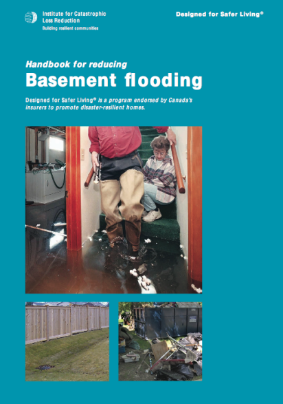 Institute for Catastrophic
Loss Reduction
Building resilient communities
Designed for Safer Living®
Handbook for reducing
Basement flooding
Designed for Safer Living® is a program endorsed by Canada's
insurers to promote disaster-resilient homes.